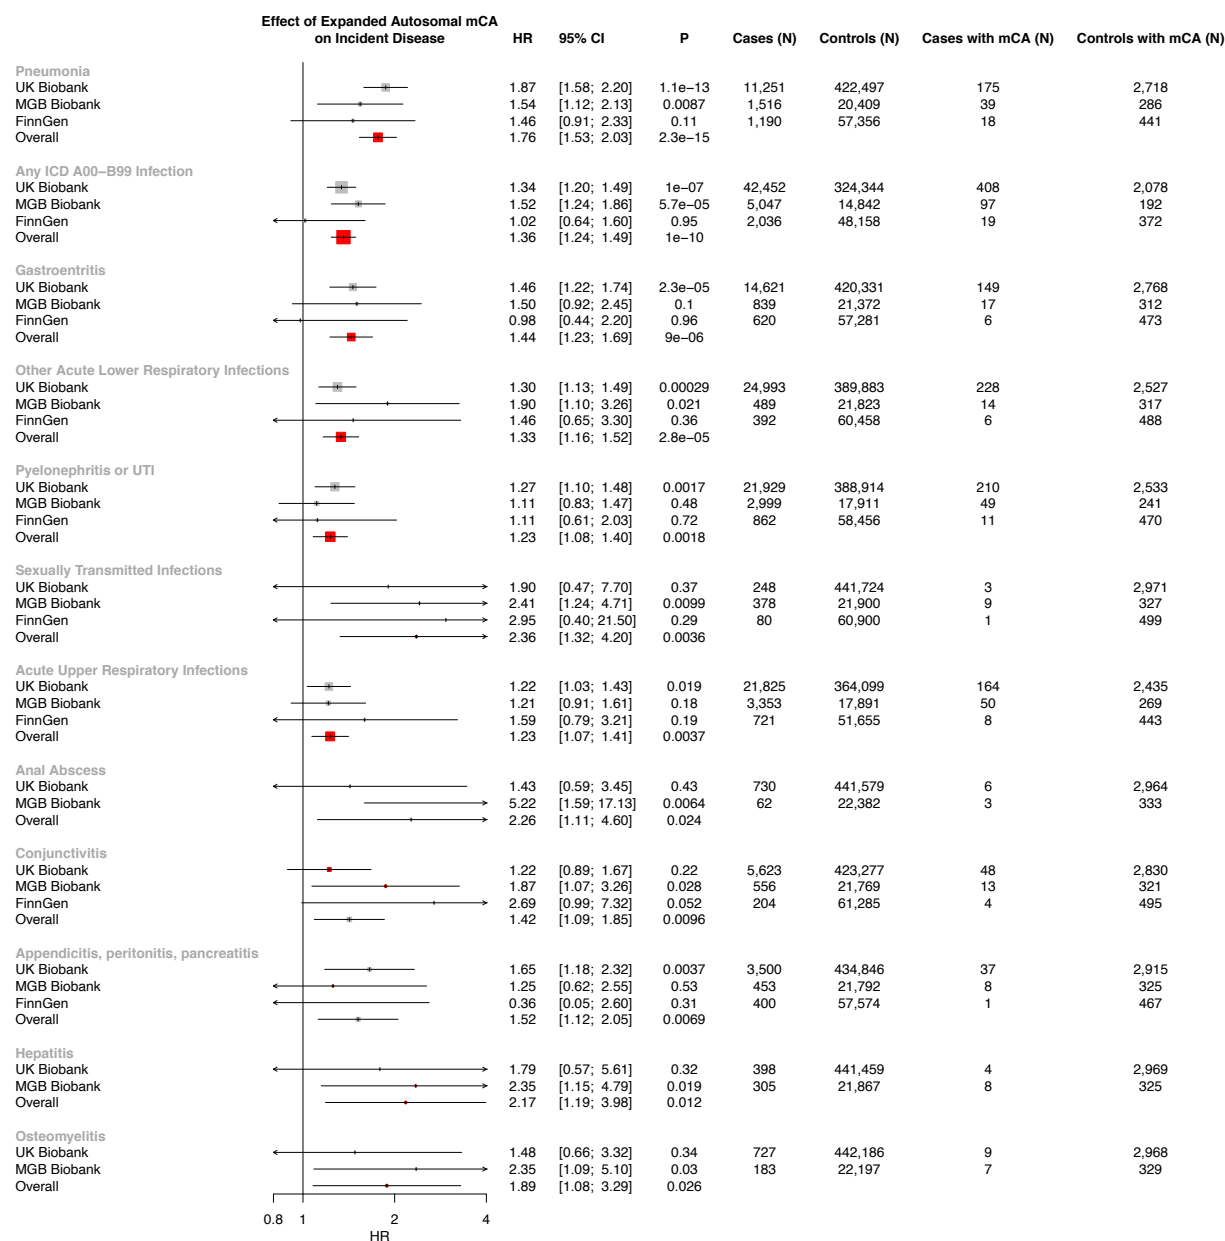 Effect of Expanded Autosomal mCA
on Incident Disease HR 95% CI P Cases (N) Controls (N) Cases with mCA (N) Controls with mCA (N)
Pneumonia
UK Biobank 1.87 [1.58; 2.20] 1.1e−13 11,251 422,497 175 2,718
MGB Biobank 1.54 [1.12; 2.13] 0.0087 1,516 20,409 39 286
FinnGen 1.46 [0.91; 2.33] 0.11 1,190 57,356 18 441
Overall 1.76 [1.53; 2.03] 2.3e−15
Any ICD A00−B99 Infection
UK Biobank 1.34 [1.20; 1.49] 1e−07 42,452 324,344 408 2,078
MGB Biobank 1.52 [1.24; 1.86] 5.7e−05 5,047 14,842 97 192
FinnGen 1.02 [0.64; 1.60] 0.95 2,036 48,158 19 372
Overall 1.36 [1.24; 1.49] 1e−10
Gastroentritis
UK Biobank 1.46 [1.22; 1.74] 2.3e−05 14,621 420,331 149 2,768
MGB Biobank 1.50 [0.92; 2.45] 0.1 839 21,372 17 312
FinnGen 0.98 [0.44; 2.20] 0.96 620 57,281 6 473
Overall 1.44 [1.23; 1.69] 9e−06
Other Acute Lower Respiratory Infections
UK Biobank 1.30 [1.13; 1.49] 0.00029 24,993 389,883 228 2,527
MGB Biobank 1.90 [1.10; 3.26] 0.021 489 21,823 14 317
FinnGen 1.46 [0.65; 3.30] 0.36 392 60,458 6 488
Overall 1.33 [1.16; 1.52] 2.8e−05
Pyelonephritis or UTI
UK Biobank 1.27 [1.10; 1.48] 0.0017 21,929 388,914 210 2,533
MGB Biobank 1.11 [0.83; 1.47] 0.48 2,999 17,911 49 241
FinnGen 1.11 [0.61; 2.03] 0.72 862 58,456 11 470
Overall 1.23 [1.08; 1.40] 0.0018
Sexually Transmitted Infections
UK Biobank 1.90 [0.47; 7.70] 0.37 248 441,724 3 2,971
MGB Biobank 2.41 [1.24; 4.71] 0.0099 378 21,900 9 327
FinnGen 2.95 [0.40; 21.50] 0.29 80 60,900 1 499
Overall 2.36 [1.32; 4.20] 0.0036
Acute Upper Respiratory Infections
UK Biobank 1.22 [1.03; 1.43] 0.019 21,825 364,099 164 2,435
MGB Biobank 1.21 [0.91; 1.61] 0.18 3,353 17,891 50 269
FinnGen 1.59 [0.79; 3.21] 0.19 721 51,655 8 443
Overall 1.23 [1.07; 1.41] 0.0037
Anal Abscess
UK Biobank 1.43 [0.59; 3.45] 0.43 730 441,579 6 2,964
MGB Biobank 5.22 [1.59; 17.13] 0.0064 62 22,382 3 333
Overall 2.26 [1.11; 4.60] 0.024
Conjunctivitis
UK Biobank 1.22 [0.89; 1.67] 0.22 5,623 423,277 48 2,830
MGB Biobank 1.87 [1.07; 3.26] 0.028 556 21,769 13 321
FinnGen 2.69 [0.99; 7.32] 0.052 204 61,285 4 495
Overall 1.42 [1.09; 1.85] 0.0096
Appendicitis, peritonitis, pancreatitis
UK Biobank 1.65 [1.18; 2.32] 0.0037 3,500 434,846 37 2,915
MGB Biobank 1.25 [0.62; 2.55] 0.53 453 21,792 8 325
FinnGen 0.36 [0.05; 2.60] 0.31 400 57,574 1 467
Overall 1.52 [1.12; 2.05] 0.0069
Hepatitis
UK Biobank 1.79 [0.57; 5.61] 0.32 398 441,459 4 2,969
MGB Biobank 2.35 [1.15; 4.79] 0.019 305 21,867 8 325
Overall 2.17 [1.19; 3.98] 0.012
Osteomyelitis
UK Biobank 1.48 [0.66; 3.32] 0.34 727 442,186 9 2,968
MGB Biobank 2.35 [1.09; 5.10] 0.03 183 22,197 7 329
Overall 1.89 [1.08; 3.29] 0.026
0.8 1 2 4
HR